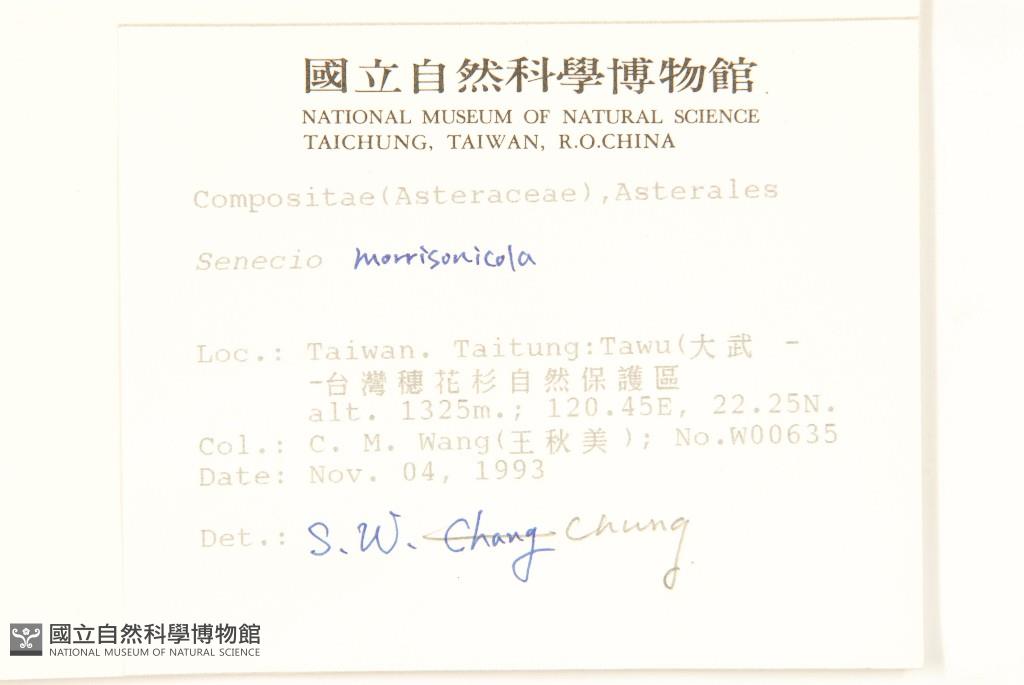 國立自然科學博物館
NATIONAL MUSEUM OF NATURAL SCIENCE
TAICHUNG, TAIWAN, R.O.CHINA
Compositae(Asteraceae),Asterales
Senecio morrisonicola
Loc.: Taiwan. Taitung:Tawu(大武 -
-台灣穗花杉自然保護區
alt. 1325m.; 120.45E, 22.25N.
Col.: C. M. Wang(王秋美); No.W00635
Date: Nov. 04, 1993
Det.: S.W. Chang Chung
國立自然科學博物館
NATIONAL MUSEUM OF NATURAL SCIENCE